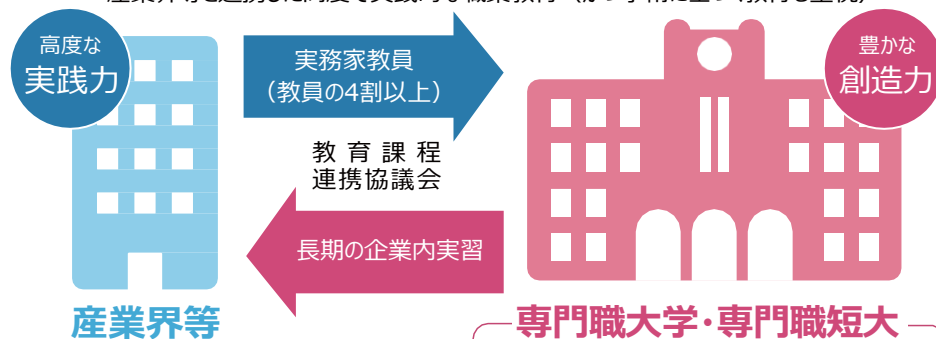 高度な
実践力
実務家教員
（教員の4割以上）
豊かな
創造力
教育課程
連携協議会
長期の企業内実習
産業界等
専門職大学・専門職短大